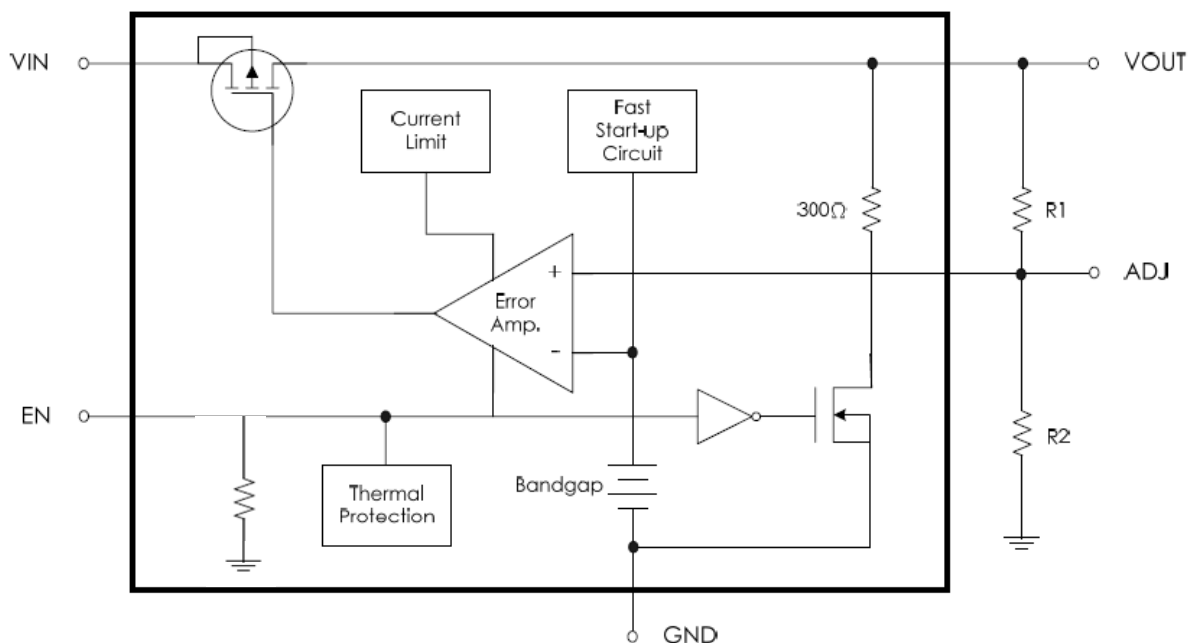 VIN
VOUT
Current
Limit
Fast
Start-up
Circuit
300Ω
R1
+
ADJ
Error
Amp.
-
EN
R2
Thermal
Protection
Bandgap
GND